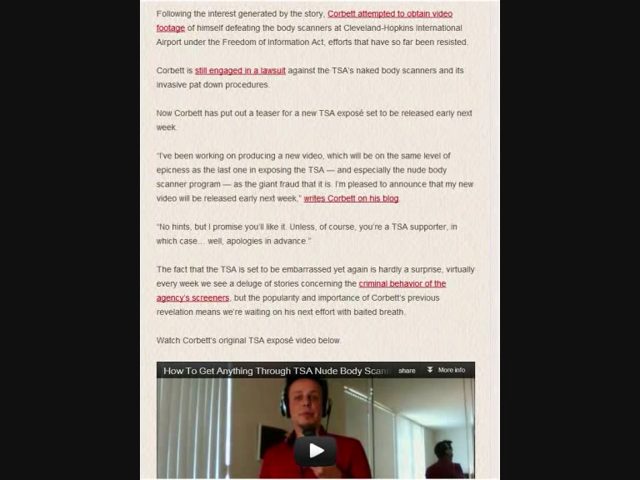 Following the interest generated by the story, Corbett attempted to obtain video
footage of himself defeating the body scanners at Cleveland-Hopkins International
Airport under the Freedom of Information Act, efforts that have so far been resisted.
Corbett is still engaged in a lawsuit against the TSA's naked body scanners and its
invasive pat down procedures.
Now Corbett has put out a teaser for a new TSA exposé set to be released early next
week.
"I've been working on producing a new video, which will be on the same level of
epicness as the last one in exposing the TSA — and especially the nude body
scanner program — as the giant fraud that it is. I'm pleased to announce that my new
video will be released early next week," writes Corbett on his blog.
"No hints, but I promise you'll like it. Unless, of course, you're a TSA supporter, in
which case... well, apologies in advance."
The fact that the TSA is set to be embarrassed yet again is hardly a surprise, virtually
every week we see a deluge of stories concerning the criminal behavior of the
agency's screeners, but the popularity and importance of Corbett's previous
revelation means we're waiting on his next effort with baited breath.
Watch Corbett's original TSA exposé video below.
How To Get Anything Through TSA Nude Body Scann share More info